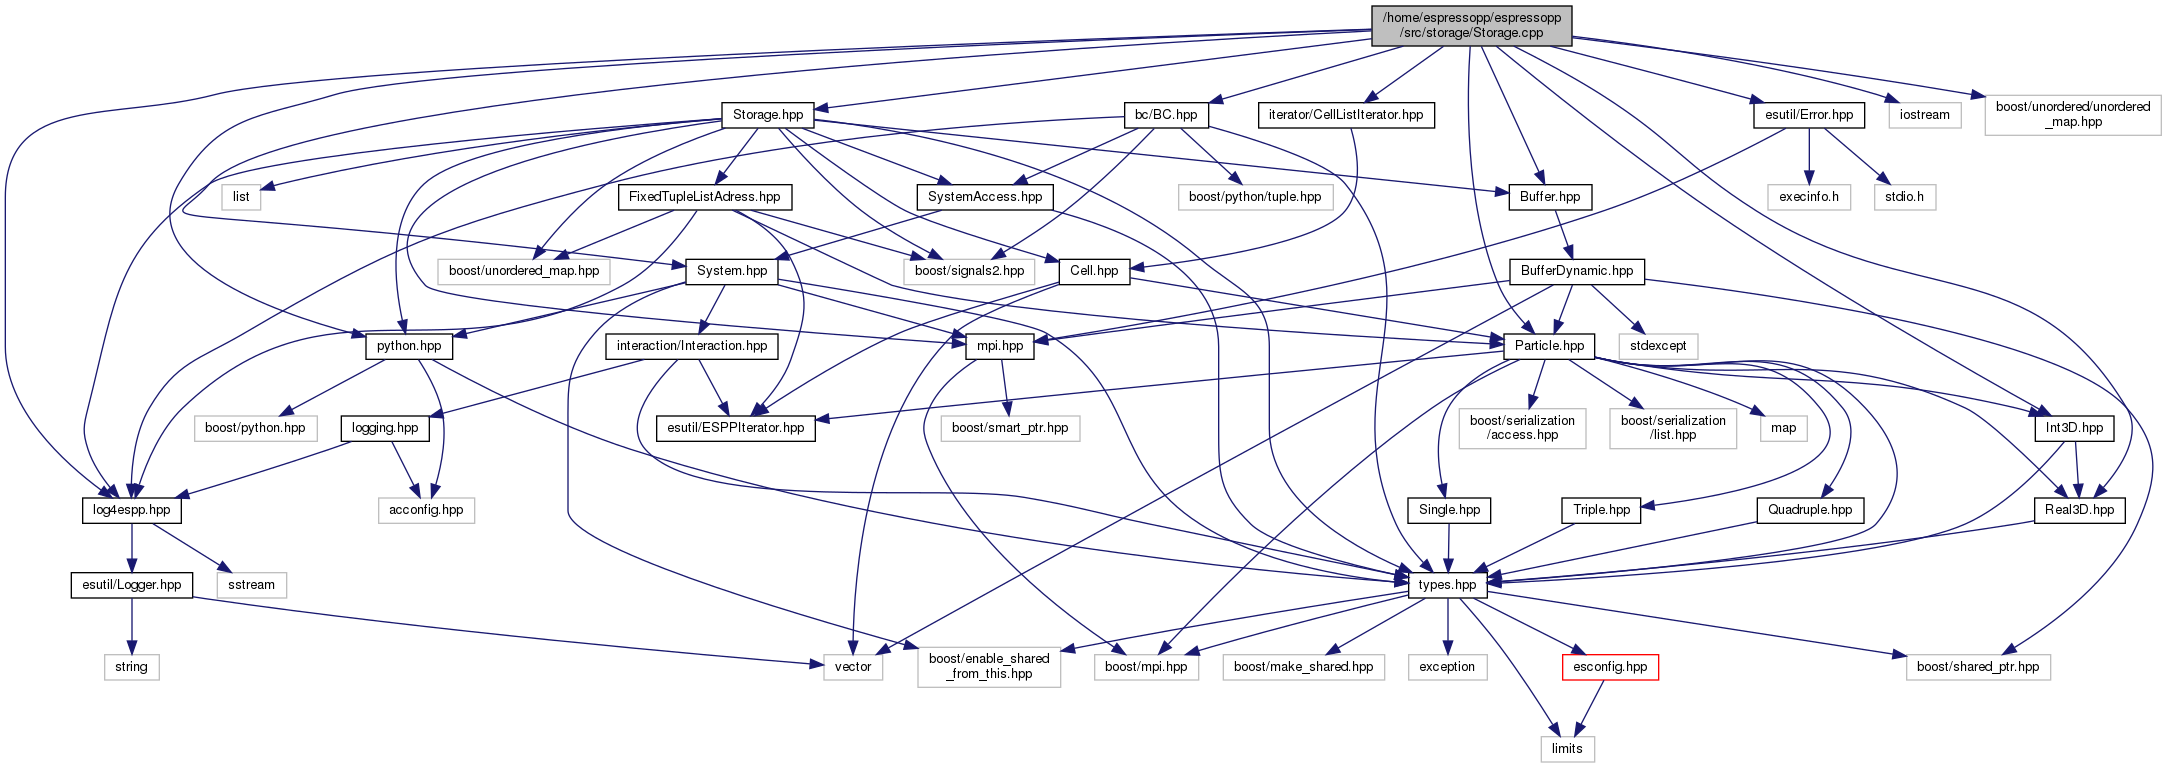 /home/espressopp/espressopp
/src/storage/Storage.cpp
Storage.hpp
bc/BC.hpp
iterator/CellListIterator.hpp
esutil/Error.hpp
iostream
boost/unordered/unordered
_map.hpp
list
FixedTupleListAdress.hpp
SystemAccess.hpp
boost/python/tuple.hpp
Buffer.hpp
execinfo.h
stdio.h
boost/unordered_map.hpp
System.hpp
boost/signals2.hpp
Cell.hpp
BufferDynamic.hpp
python.hpp
interaction/Interaction.hpp
mpi.hpp
Particle.hpp
stdexcept
boost/python.hpp
logging.hpp
esutil/ESPPIterator.hpp
boost/smart_ptr.hpp
boost/serialization
/access.hpp
boost/serialization
/list.hpp
map
Int3D.hpp
log4espp.hpp
acconfig.hpp
Single.hpp
Triple.hpp
Quadruple.hpp
Real3D.hpp
esutil/Logger.hpp
sstream
types.hpp
string
vector
boost/enable_shared
_from_this.hpp
boost/mpi.hpp
boost/make_shared.hpp
exception
esconfig.hpp
boost/shared_ptr.hpp
limits